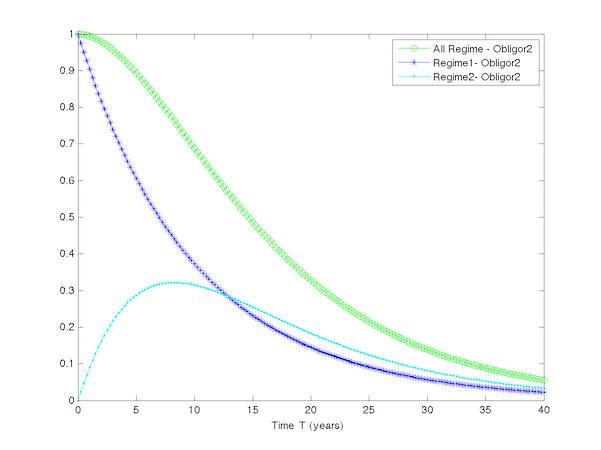 1
0.9
0.8
0.7
0.6
0.5
0.4
0.3
0.2
0.1
0
All Regime - Obligor2
Regime1- Obligor2
Regime2- Obligor2
0 5 10 15 20 25 30 35 40
Time T (years)